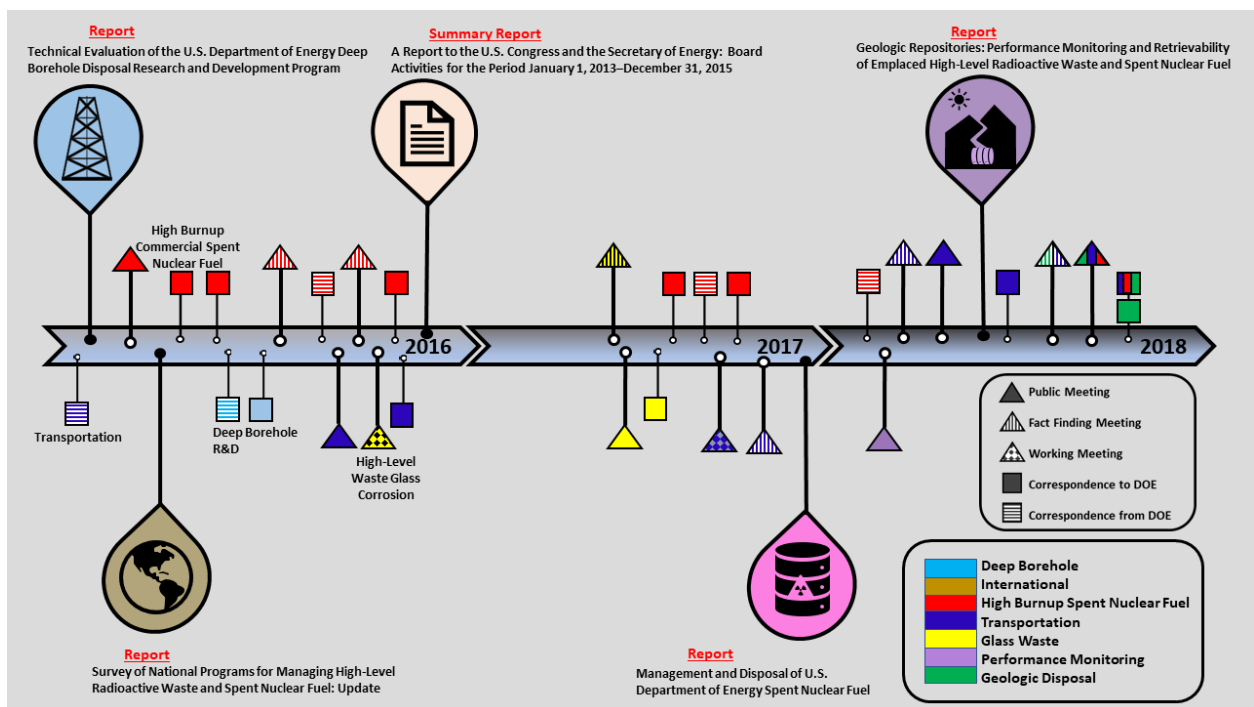 Report
Technical Evaluation of the U.S. Department of Energy Deep
Borehole Disposal Research and Development Program
Summary Report
A Report to the U.S. Congress and the Secretary of Energy: Board
Activities for the Period January 1, 2013–December 31, 2015
Report
Geologic Repositories: Performance Monitoring and Retrievability
of Emplaced High-Level Radioactive Waste and Spent Nuclear Fuel
High Burnup
Commercial Spent
Nuclear Fuel
2016
2017
2018
Transportation
Deep Borehole
R&D
High-Level
Waste Glass
Corrosion
Public Meeting
Fact Finding Meeting
Working Meeting
Correspondence to DOE
Correspondence from DOE
Deep Borehole
International
High Burnup Spent Nuclear Fuel
Transportation
Glass Waste
Performance Monitoring
Geologic Disposal
Report
Survey of National Programs for Managing High-Level
Radioactive Waste and Spent Nuclear Fuel: Update
Report
Management and Disposal of U.S.
Department of Energy Spent Nuclear Fuel